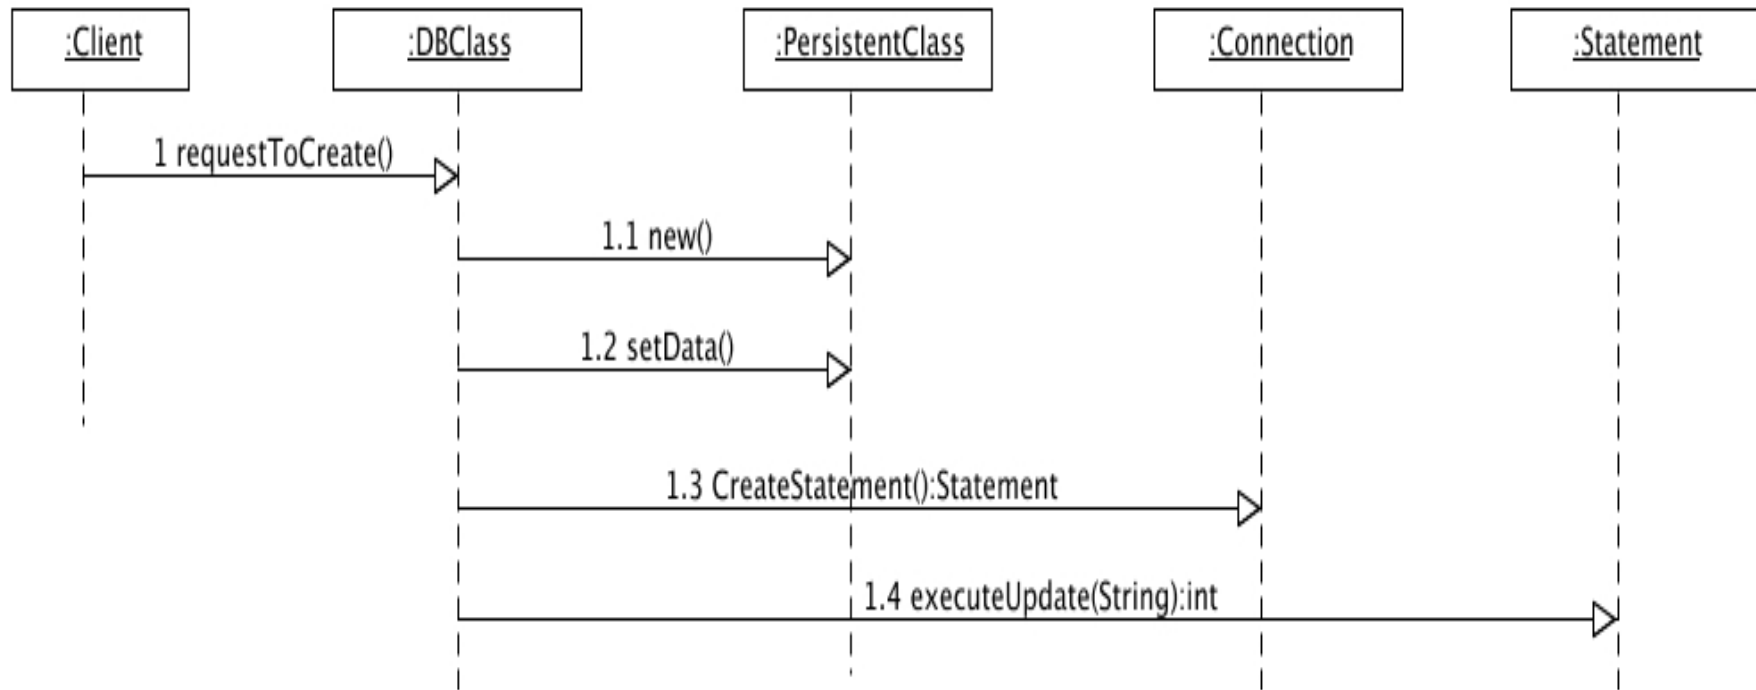 :Client
:DBClass
:PersistentClass
:Connection
:Statement
1 requestToCreate()
1.1 new()
1.2 setData()
1.3 CreateStatement():Statement
1.4 executeUpdate(String):int